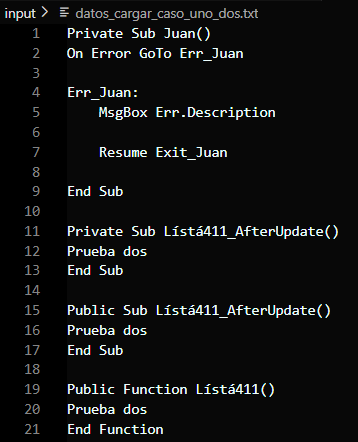 input > datos_cargar_caso_uno_dos.txt
1 Private Sub Juan()
2 On Error GoTo Err_Juan
3
4 Err_Juan:
5 MsgBox Err.Description
6
7 Resume Exit_Juan
8
9 End Sub
10
11 Private Sub Lístá411_AfterUpdate()
12 Prueba dos
13 End Sub
14
15 Public Sub Lístá411_AfterUpdate()
16 Prueba dos
17 End Sub
18
19 Public Function Lístá411()
20 Prueba dos
21 End Function